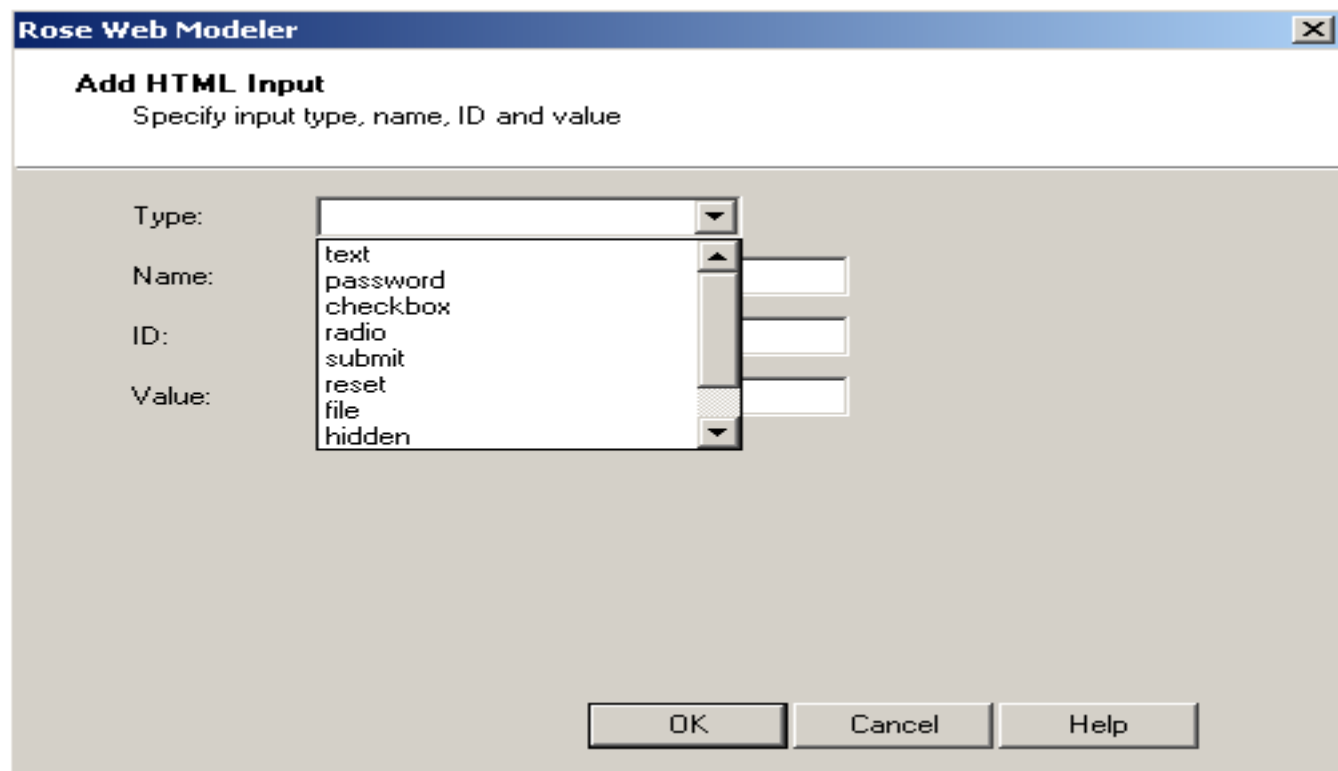 Rose Web Modeler
Add HTML Input
Specify input type, name, ID and value
Type:
text
password
checkbox
radio
submit
reset
file
hidden
Name:
ID:
Value:
OK
Cancel
Help